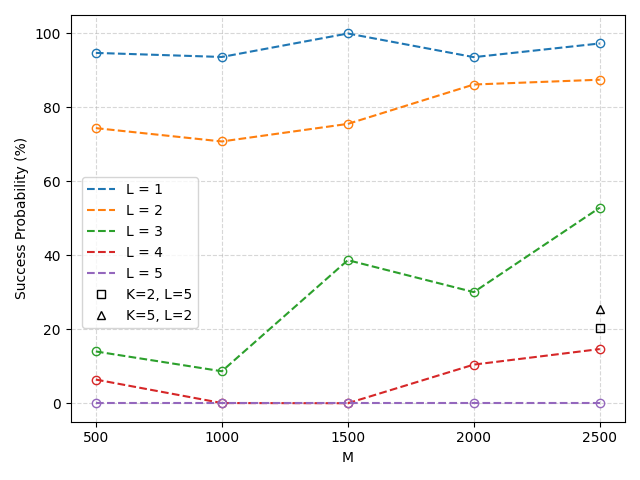 100
80
60
40
20
0
Success Probability (%)
L = 1
L = 2
L = 3
L = 4
L = 5
K=2, L=5
K=5, L=2
500 1000 1500 2000 2500
M